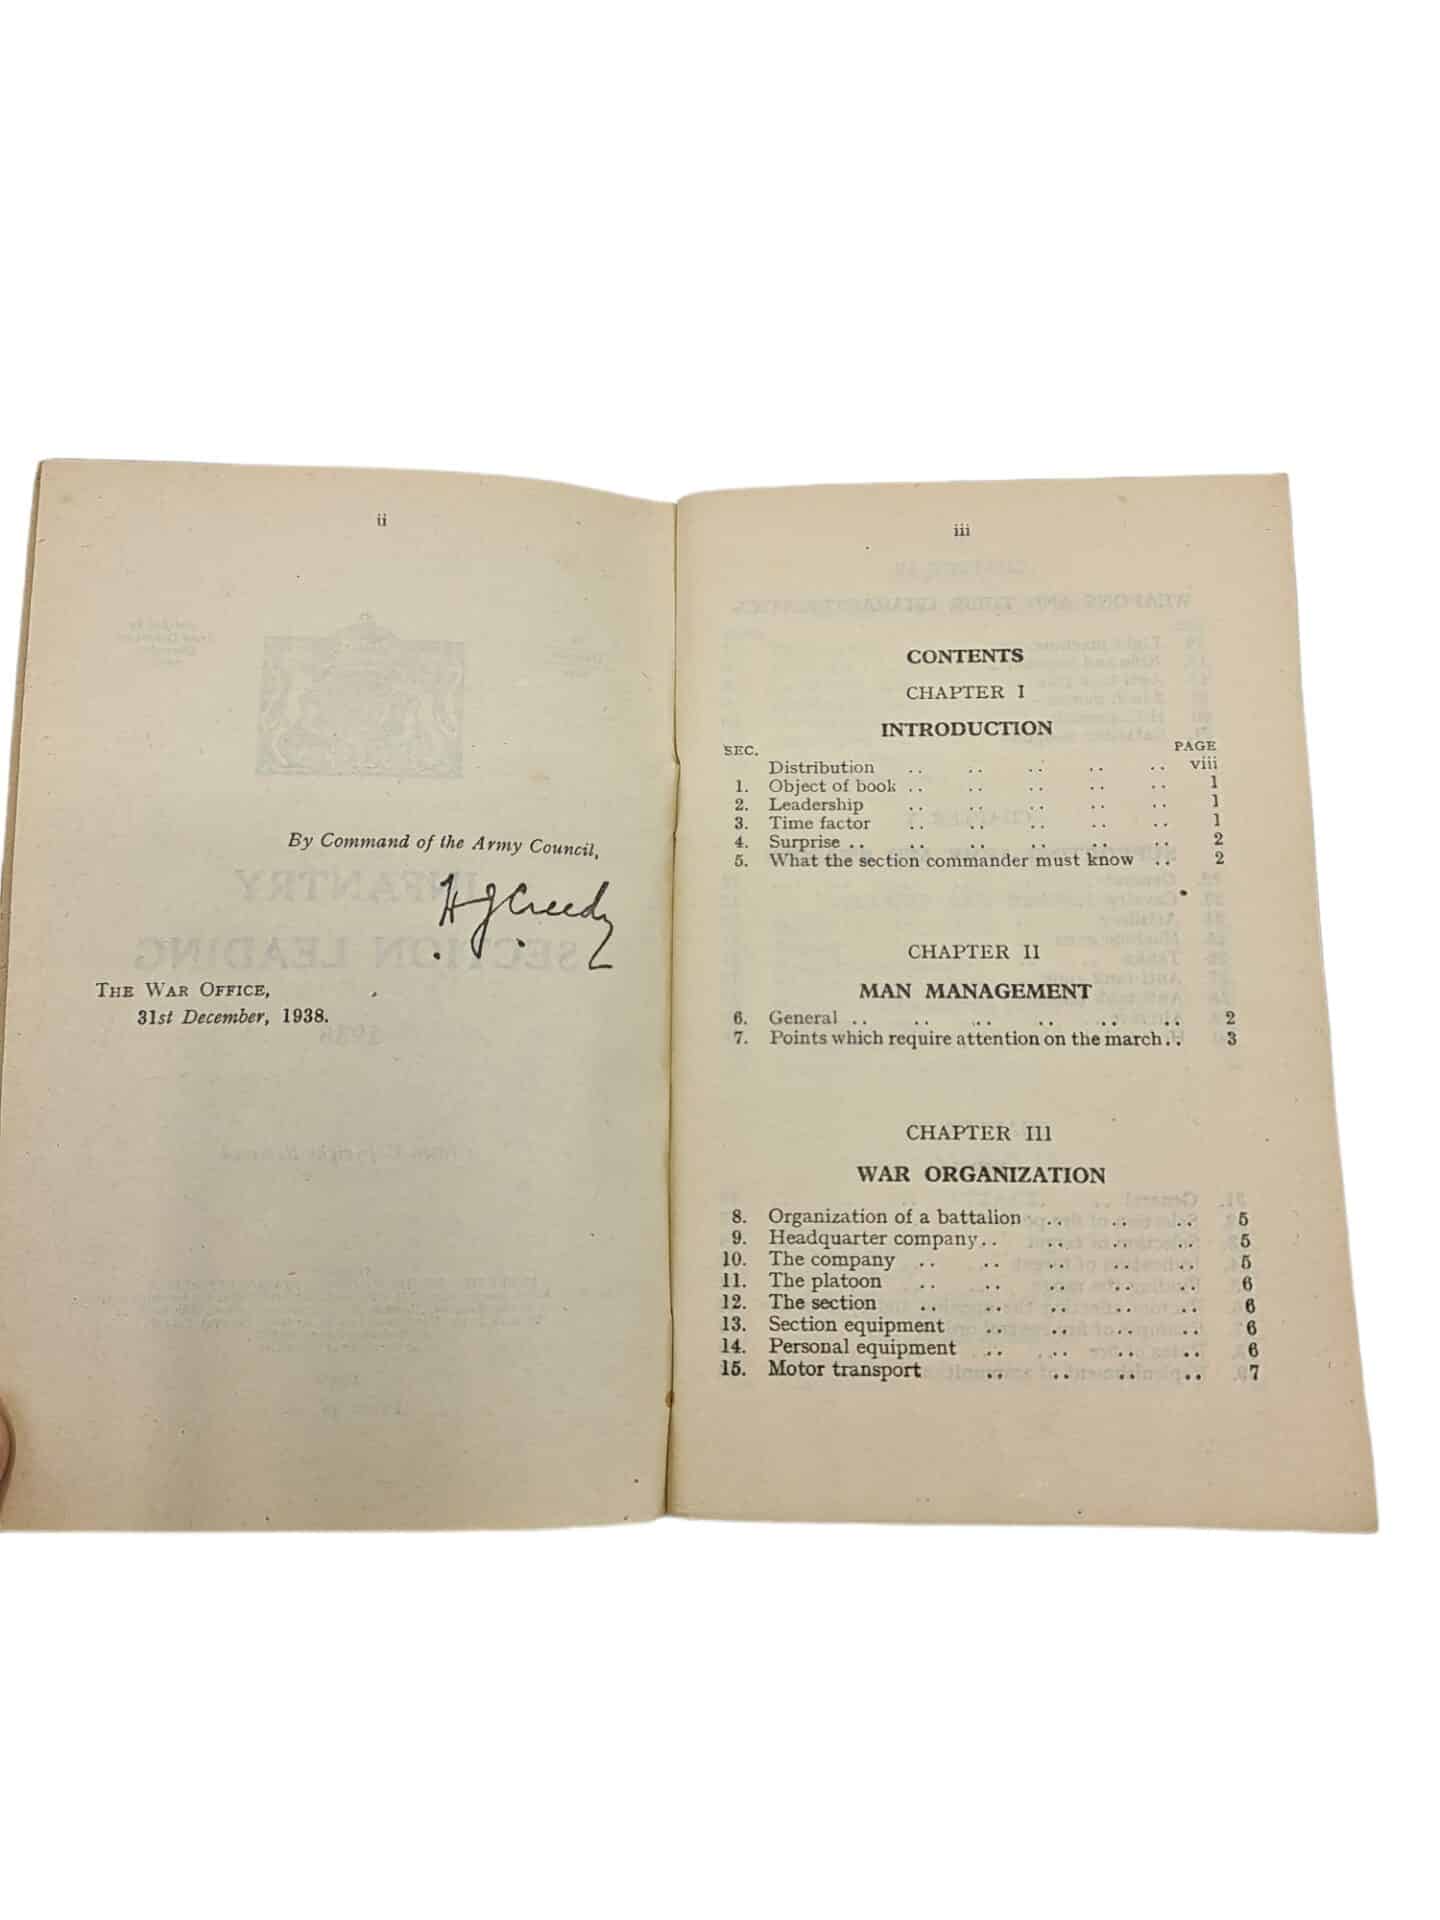 ii
By Command of the Army Council,
H J Creedy
THE WAR OFFICE,
31st December, 1938.
iii
CONTENTS
CHAPTER I
INTRODUCTION
SEC. PAGE
Distribution .. .. .. .. .. viii
1. Object of book .. .. .. .. .. 1
2. Leadership .. .. .. .. .. 1
3. Time factor .. .. .. .. .. 1
4. Surprise .. .. .. .. .. .. 2
5. What the section commander must know .. 2
CHAPTER II
MAN MANAGEMENT
6. General .. .. .. .. .. .. 2
7. Points which require attention on the march .. 3
CHAPTER III
WAR ORGANIZATION
8. Organization of a battalion .. .. .. 5
9. Headquarter company .. .. .. .. 5
10. The company .. .. .. .. .. 5
11. The platoon .. .. .. .. .. 6
12. The section .. .. .. .. .. 6
13. Section equipment .. .. .. .. 6
14. Personal equipment .. .. .. .. 6
15. Motor transport .. .. .. .. 7